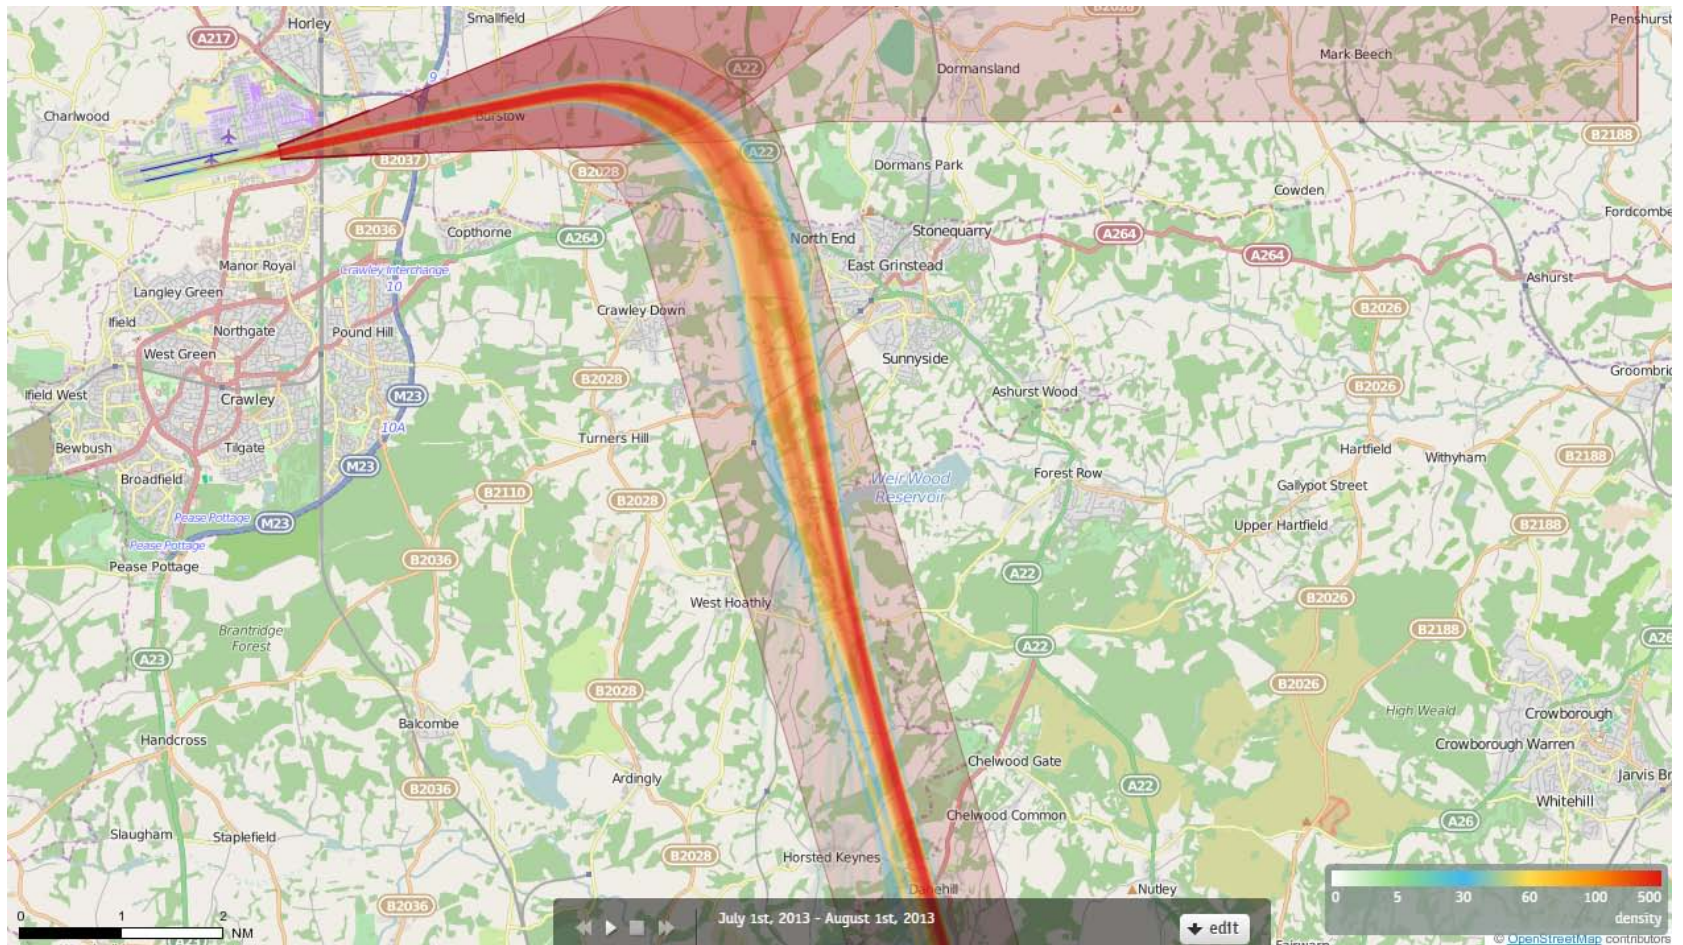 Smallfield
B2028
Horley
Penshurst
A217
Mark Beech
A22
Dormansland
9
Charlwood
Burstow
B2188
A22
B2037
Dormans Park
B2028
Cowden
Fordcombe
B2036
Copthorne
A264
North End
Stonequarry
A264
A264
Manor Royal
Crawley Interchange
10
East Grinstead
Ashurst
Langley Green
Crawley Down
B2026
Ifield
Northgate
Pound Hill
West Green
Sunnyside
Groombri
B2028
B2026
Ifield West
Crawley
M23
Ashurst Wood
10A
Turners Hill
Bewbush
Tilgate
Hartfield
Withyham
B2188
M23
Broadfield
Weir Wood
Reservoir
Forest Row
Gallypot Street
B2110
B2028
Pease Pottage
M23
Upper Hartfield
B2188
Pease Pottage
Pease Pottage
B2036
A22
West Hoathly
B2026
Brantridge
Forest
B2188
A26
A23
A22
B2028
B2026
High Weald
Crowborough
Balcombe
Handcross
Crowborough Warren
Chelwood Gate
Jarvis Br
Ardingly
B2036
A22
Whitehill
Chelwood Common
A26
Slaugham
Staplefield
B2028
Horsted Keynes
Danehill
Nutley
B2036
0 5 30 60 100 500
density
0 1 2
NM
July 1st, 2013 - August 1st, 2013
edit
Fairwarp
© OpenStreetMap contributors